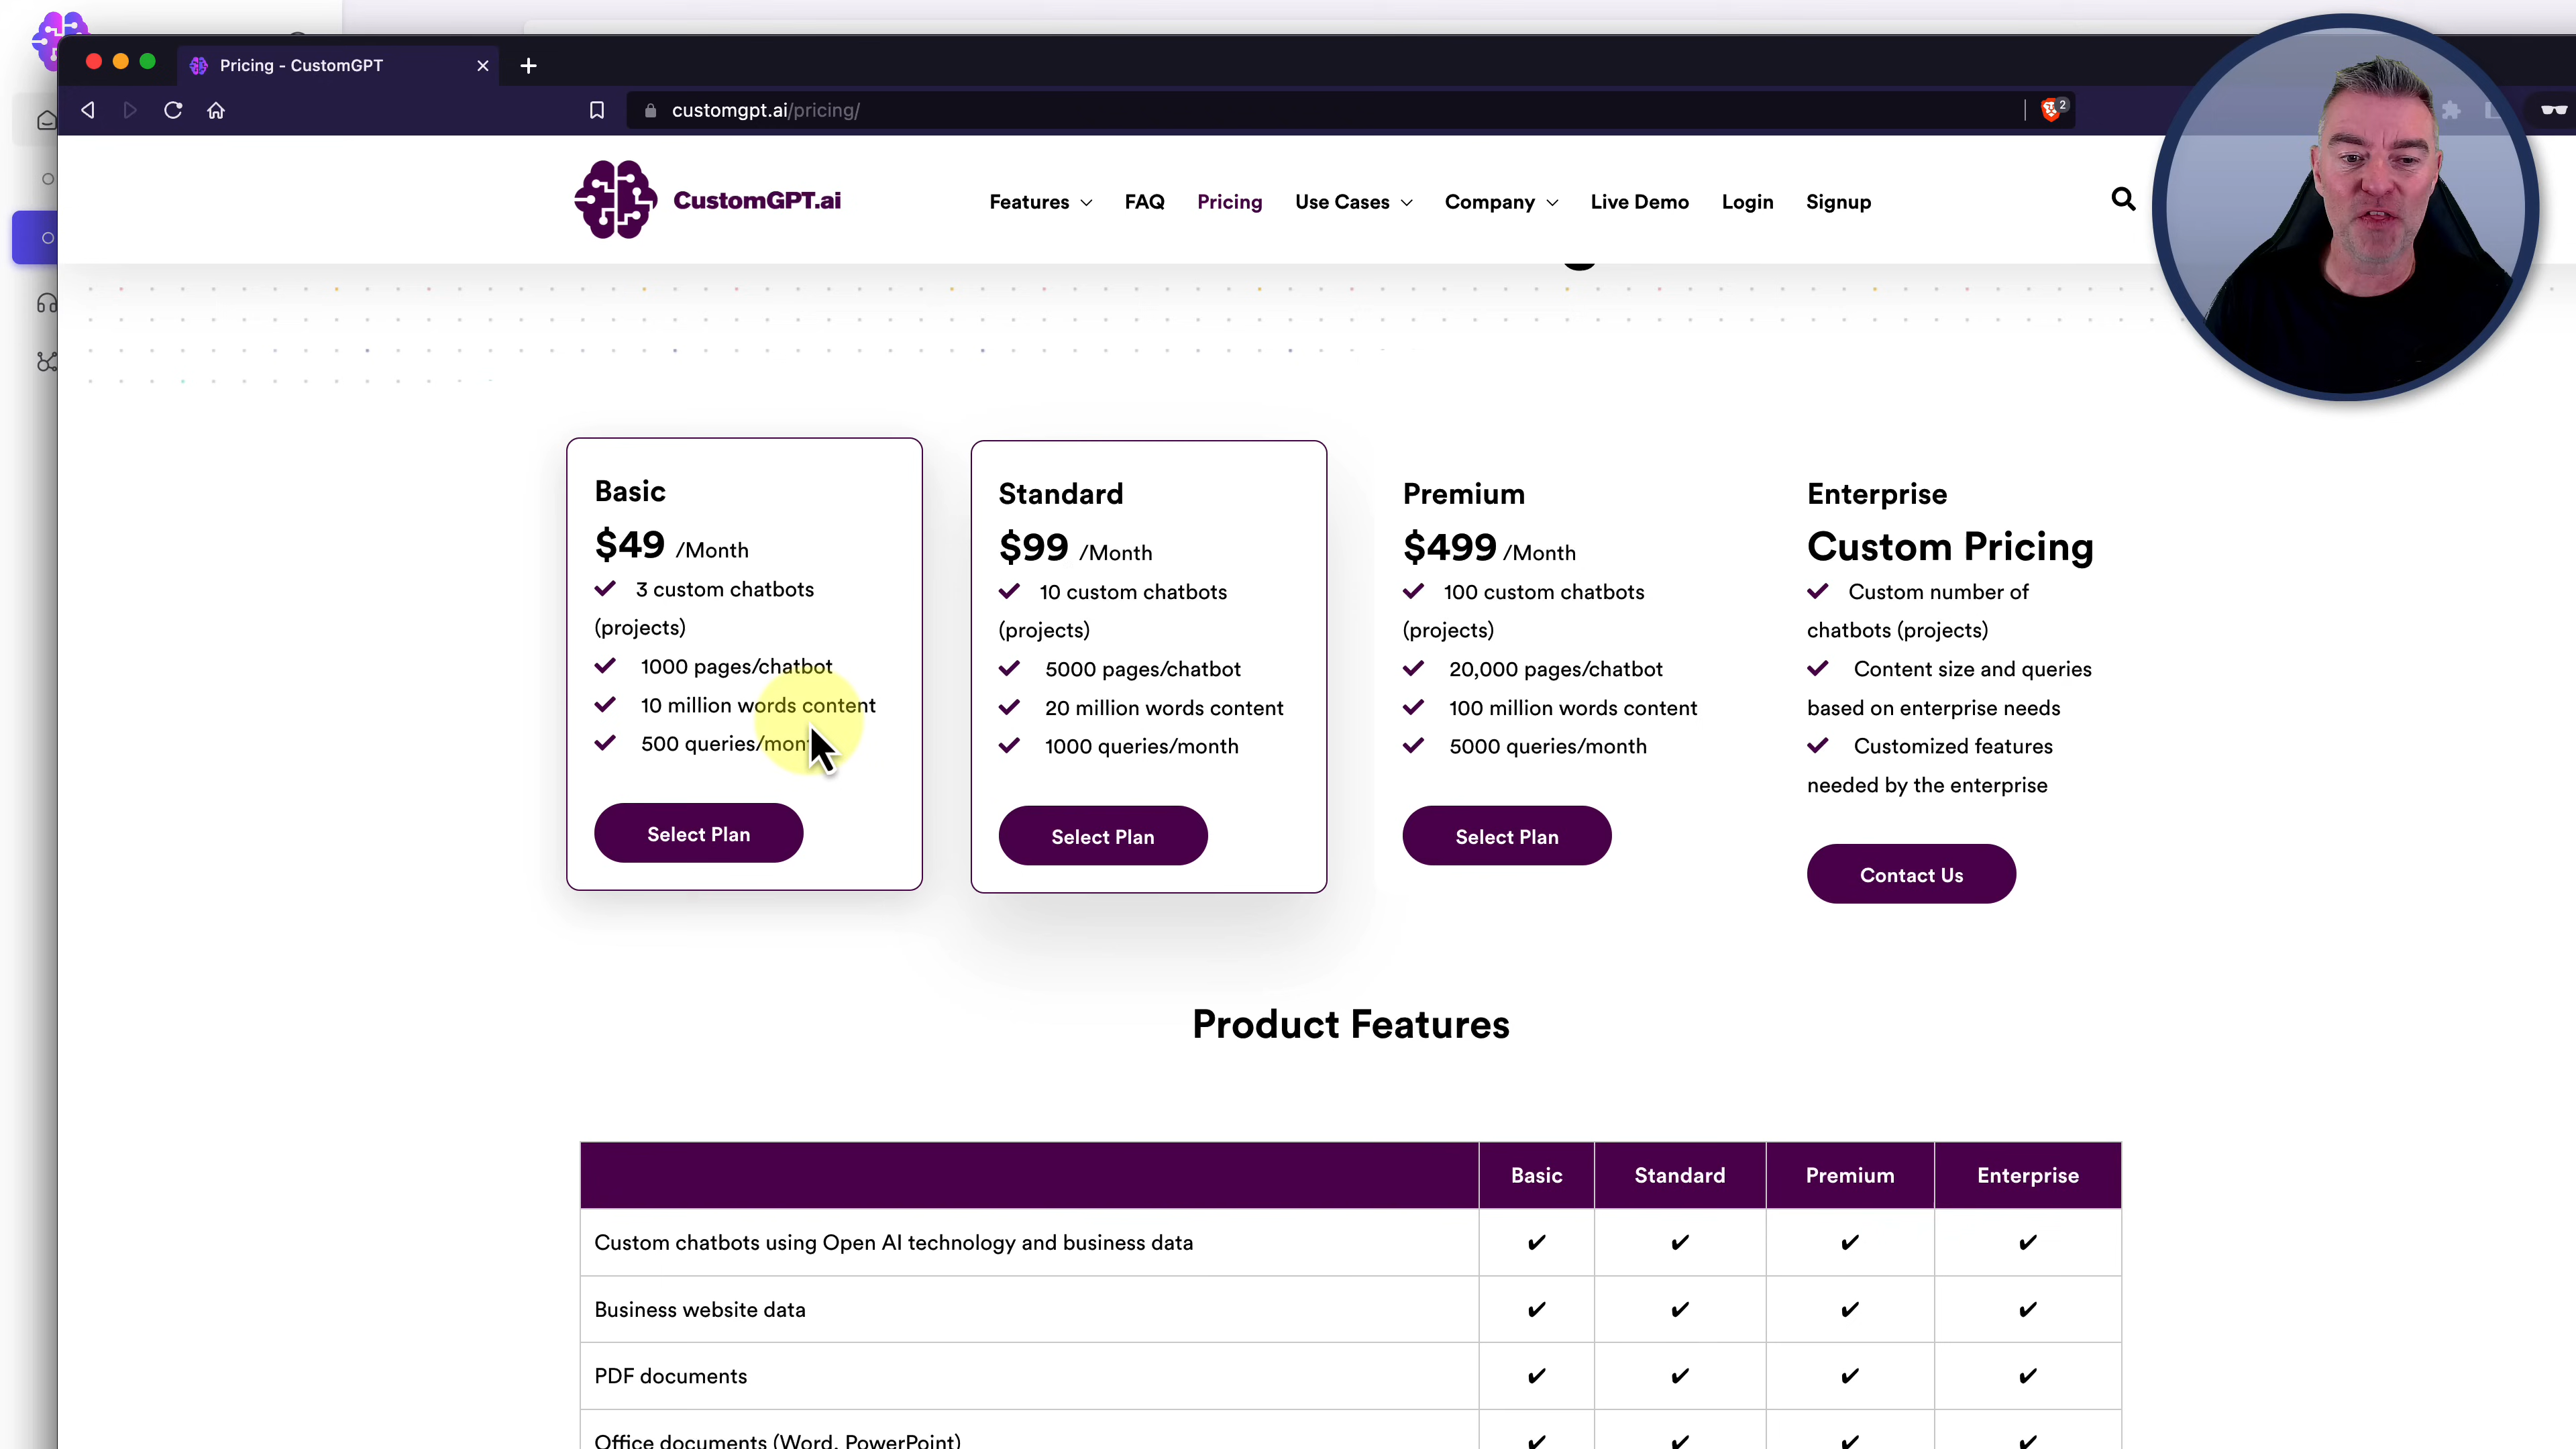 Pricing - CustomGPT
customgpt.ai/pricing/
2
CustomGPT.ai
Features
FAQ
Pricing
Use Cases
Company
Live Demo
Login
Signup
Basic
$49 /Month
3 custom chatbots
(projects)
1000 pages/chatbot
10 million words content
500 queries/mont
Select Plan
Standard
$99 /Month
10 custom chatbots
(projects)
5000 pages/chatbot
20 million words content
1000 queries/month
Select Plan
Premium
$499 /Month
100 custom chatbots
(projects)
20,000 pages/chatbot
100 million words content
5000 queries/month
Select Plan
Enterprise
Custom Pricing
Custom number of
chatbots (projects)
Content size and queries
based on enterprise needs
Customized features
needed by the enterprise
Contact Us
Product Features
Basic Standard Premium Enterprise
Custom chatbots using Open AI technology and business data
Business website data
PDF documents
Office documents (Word, PowerPoint)